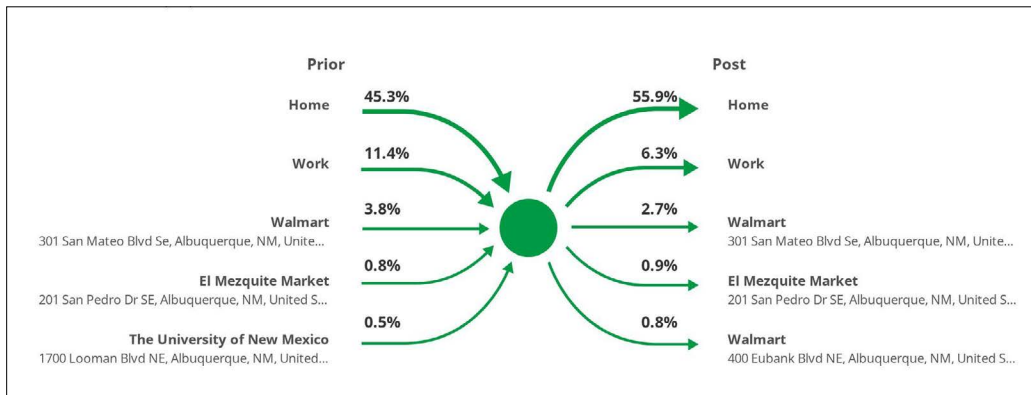 Prior
Post
45.3%
Home
55.9%
Home
11.4%
Work
6.3%
Work
3.8%
Walmart
301 San Mateo Blvd Se, Albuquerque, NM, Unite...
2.7%
Walmart
301 San Mateo Blvd Se, Albuquerque, NM, Unite...
0.8%
El Mezquite Market
201 San Pedro Dr SE, Albuquerque, NM, United S...
0.9%
El Mezquite Market
201 San Pedro Dr SE, Albuquerque, NM, United S...
0.5%
The University of New Mexico
1700 Looman Blvd NE, Albuquerque, NM, United...
0.8%
Walmart
400 Eubank Blvd NE, Albuquerque, NM, United S...